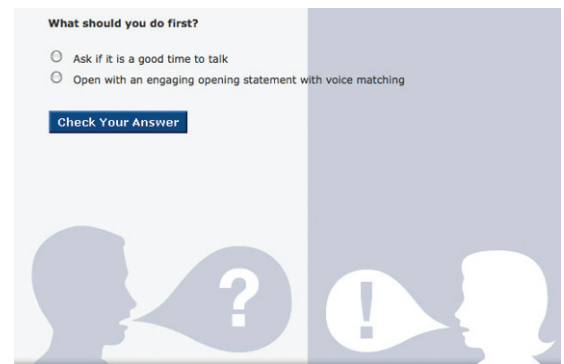 What should you do first?
Ask if it is a good time to talk
Open with an engaging opening statement with voice matching
Check Your Answer
?
!